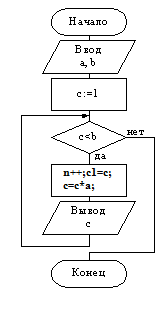 Начало
Ввод
a, b
c:=1
c<b
нет
да
n++;c1=c;
c=c*a;
Вывод
c
Конец